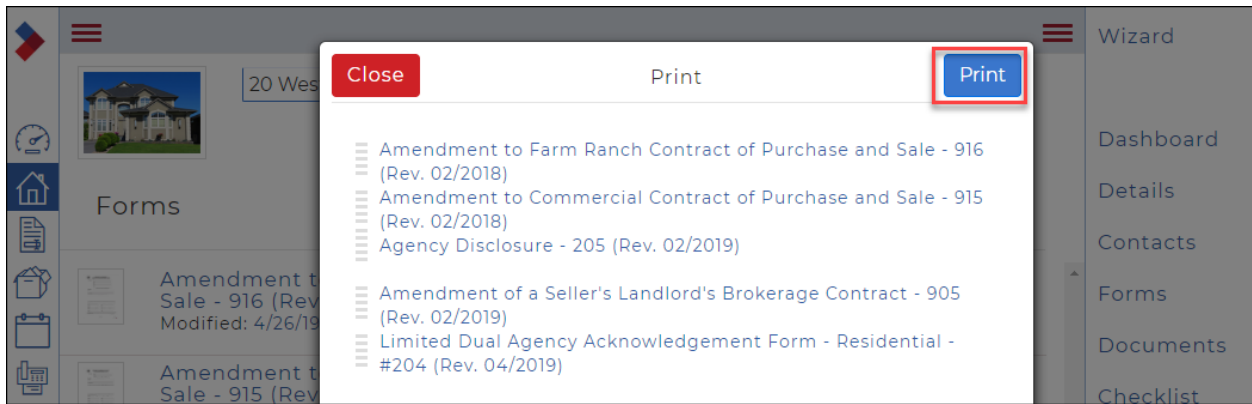 Wizard
20 Wes
Close
Print
Print
Amendment to Farm Ranch Contract of Purchase and Sale - 916
(Rev. 02/2018)
Amendment to Commercial Contract of Purchase and Sale - 915
(Rev. 02/2018)
Agency Disclosure - 205 (Rev. 02/2019)
Amendment of a Seller's Landlord's Brokerage Contract - 905
(Rev. 02/2019)
Limited Dual Agency Acknowledgement Form - Residential -
#204 (Rev. 04/2019)
Forms
Amendment t
Sale - 916 (Rev
Modified: 4/26/19
Amendment t
Sale - 915 (Rev
Dashboard
Details
Contacts
Forms
Documents
Checklist